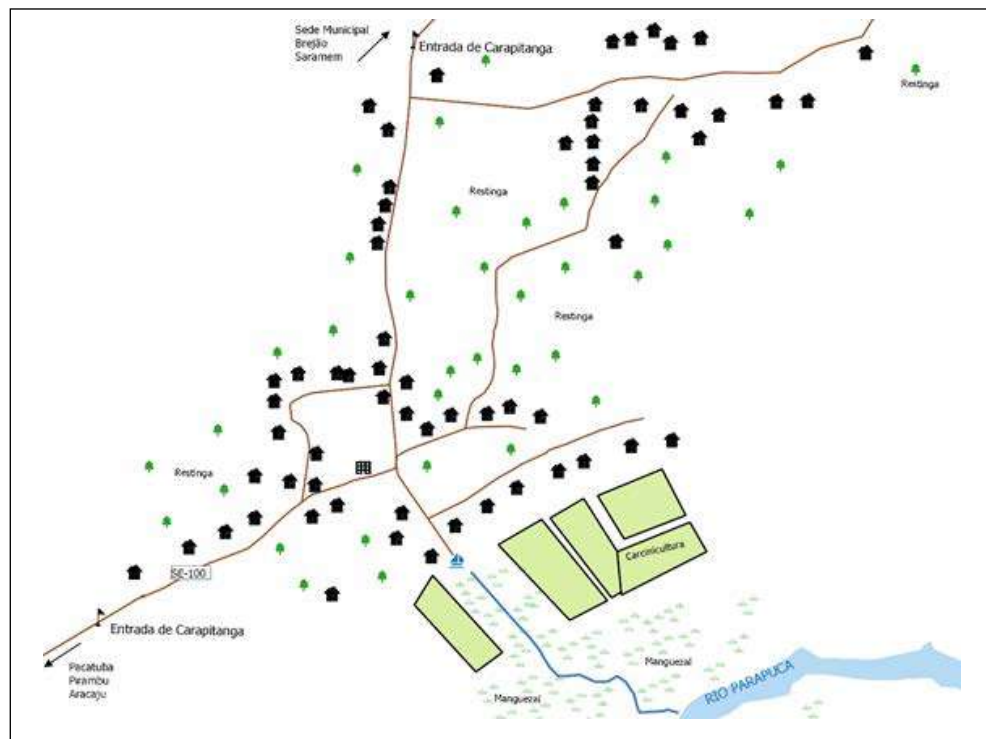 Sede Municipal
Brejão
Saramem
Entrada de Carapitanga
Restinga
Restinga
Restinga
Restinga
Carcinicultura
SE-100
Entrada de Carapitanga
Pacatuba
Pirambu
Aracaju
Manguezal
Manguezal
RIO PARAPUCA